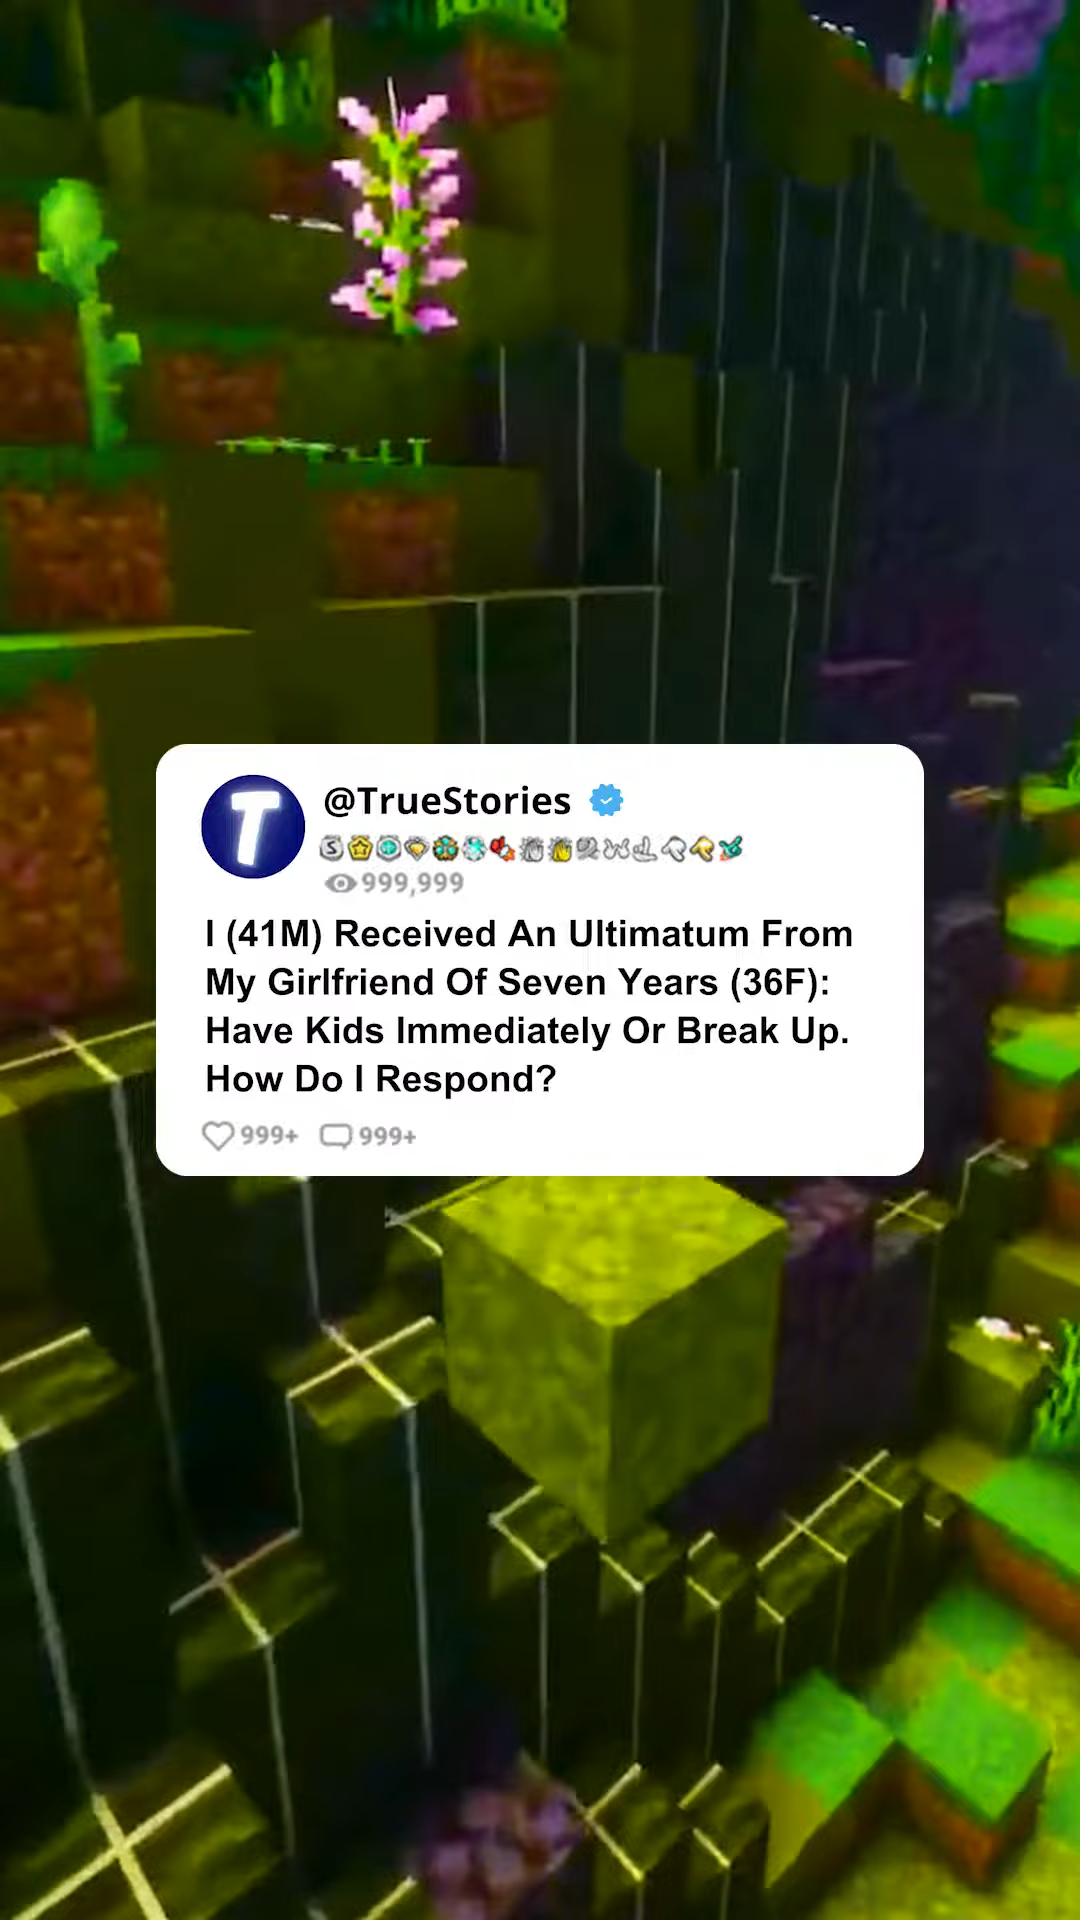 T
@TrueStories
999,999
I (41M) Received An Ultimatum From
My Girlfriend Of Seven Years (36F):
Have Kids Immediately Or Break Up.
How Do I Respond?
999+ 999+